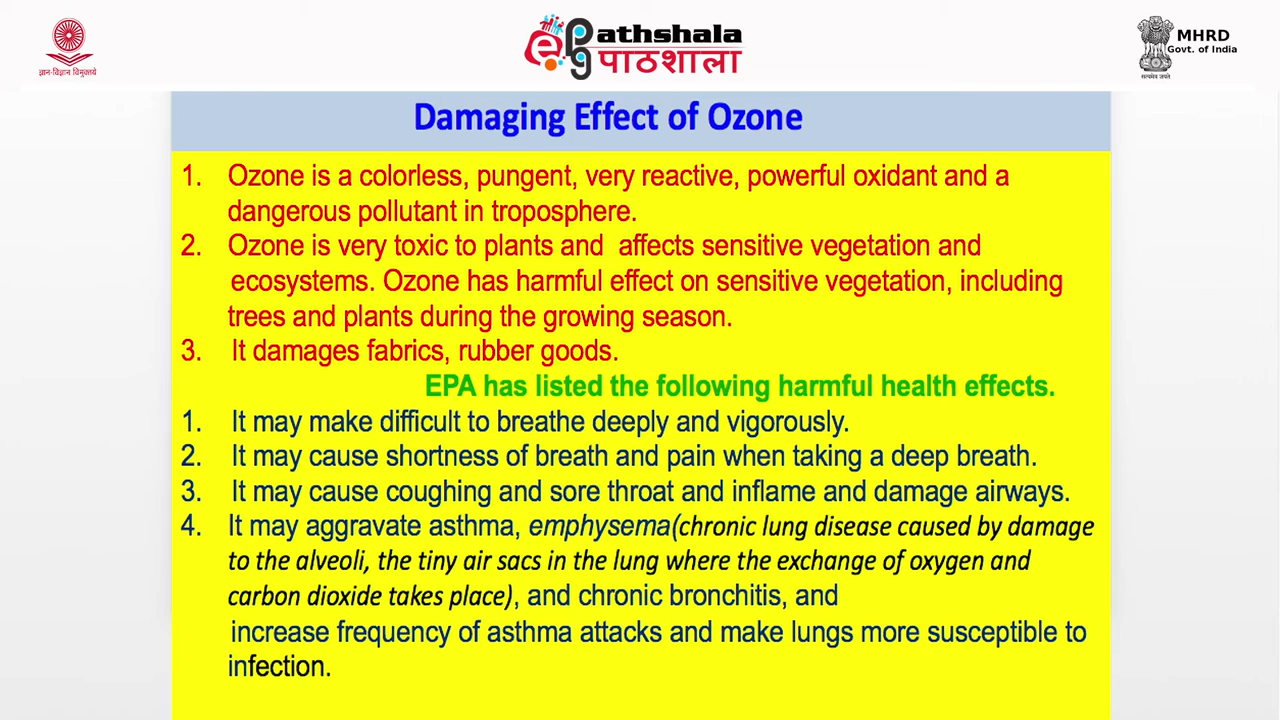 ज्ञान-विज्ञान विमुक्तये
ePathshala
पाठशाला
MHRD
Govt. of India
सत्यमेव जयते
Damaging Effect of Ozone
1. Ozone is a colorless, pungent, very reactive, powerful oxidant and a
dangerous pollutant in troposphere.
2. Ozone is very toxic to plants and affects sensitive vegetation and
ecosystems. Ozone has harmful effect on sensitive vegetation, including
trees and plants during the growing season.
3. It damages fabrics, rubber goods.
EPA has listed the following harmful health effects.
1. It may make difficult to breathe deeply and vigorously.
2. It may cause shortness of breath and pain when taking a deep breath.
3. It may cause coughing and sore throat and inflame and damage airways.
4. It may aggravate asthma, emphysema(chronic lung disease caused by damage
to the alveoli, the tiny air sacs in the lung where the exchange of oxygen and
carbon dioxide takes place), and chronic bronchitis, and
increase frequency of asthma attacks and make lungs more susceptible to
infection.